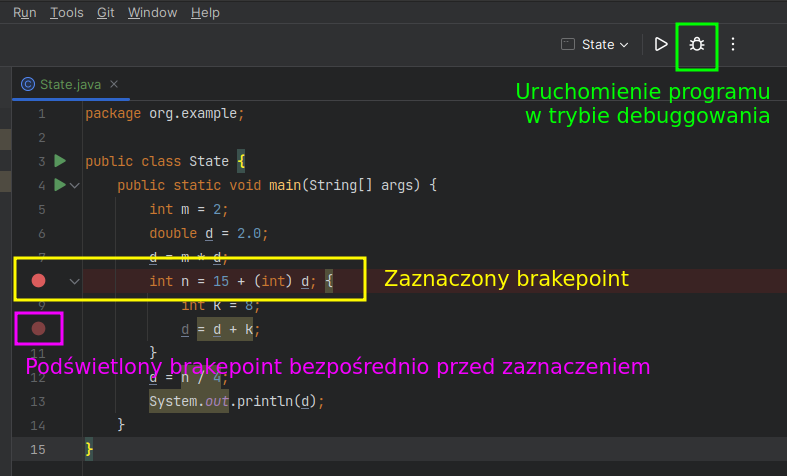 Run Tools Git Window Help
State
State.java
Uruchomienie programu
w trybie debuggowania
1 package org.example;
2
3 public class State {
4 public static void main(String[] args) {
5 int m = 2;
6 double d = 2.0;
7 d = m * d;
int n = 15 + (int) d; {
Zaznaczony brakepoint
9 int k = 8;
d = d + k;
11 }
Podświetlony brakepoint bezpośrednio przed zaznaczeniem
12 d = n / 4;
13 System.out.println(d);
14 }
15 }